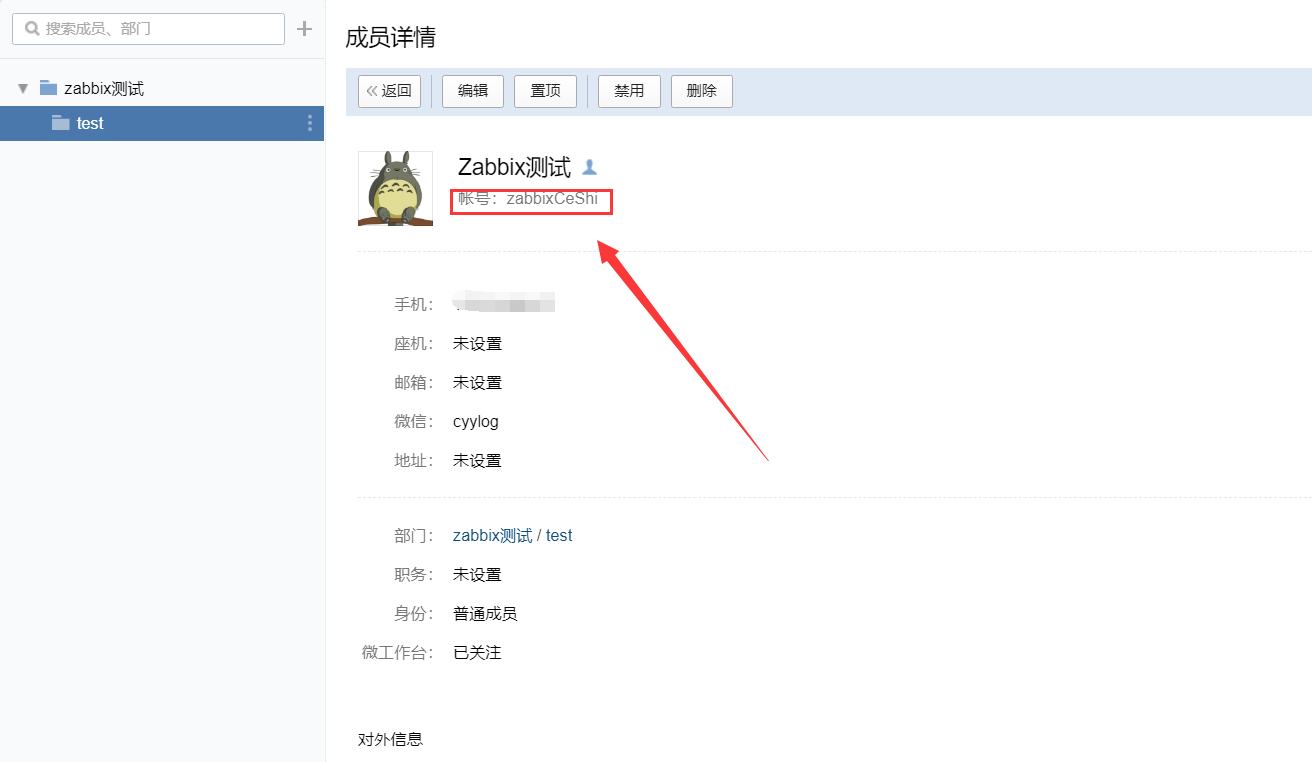 搜索成员、部门
zabbix测试
test
成员详情
返回 编辑 置顶 禁用 删除
Zabbix测试
帐号：zabbixCeShi
手机：
座机： 未设置
邮箱： 未设置
微信： cyylog
地址： 未设置
部门： zabbix测试 / test
职务： 未设置
身份： 普通成员
微工作台： 已关注
对外信息